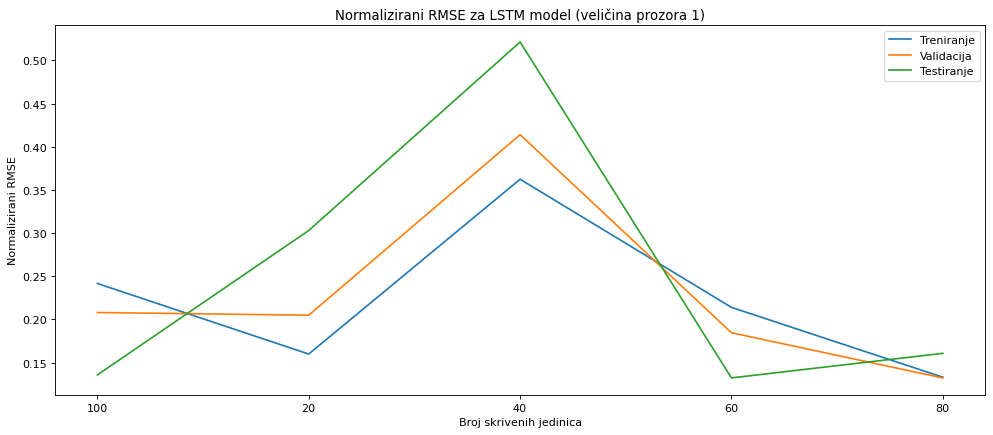 Normalizirani RMSE za LSTM model (veličina prozora 1)
Treniranje
Validacija
Testiranje
Normalizirani RMSE
0.50
0.45
0.40
0.35
0.30
0.25
0.20
0.15
100 20 40 60 80
Broj skrivenih jedinica